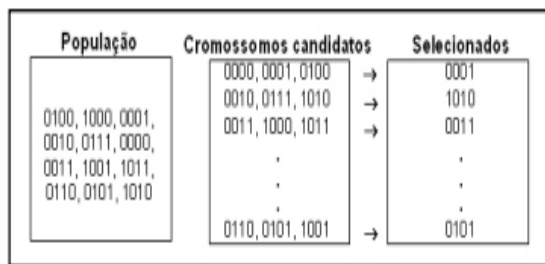 População
0100, 1000, 0001,
0010, 0111, 0000,
0011, 1001, 1011,
0110, 0101, 1010
Cromossomos candidatos
0000, 0001, 0100 →
0010, 0111, 1010 →
0011, 1000, 1011 →
.
.
.
0110, 0101, 1001 →
Selecionados
0001
1010
0011
.
.
.
0101